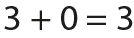 3 + 0 = 3